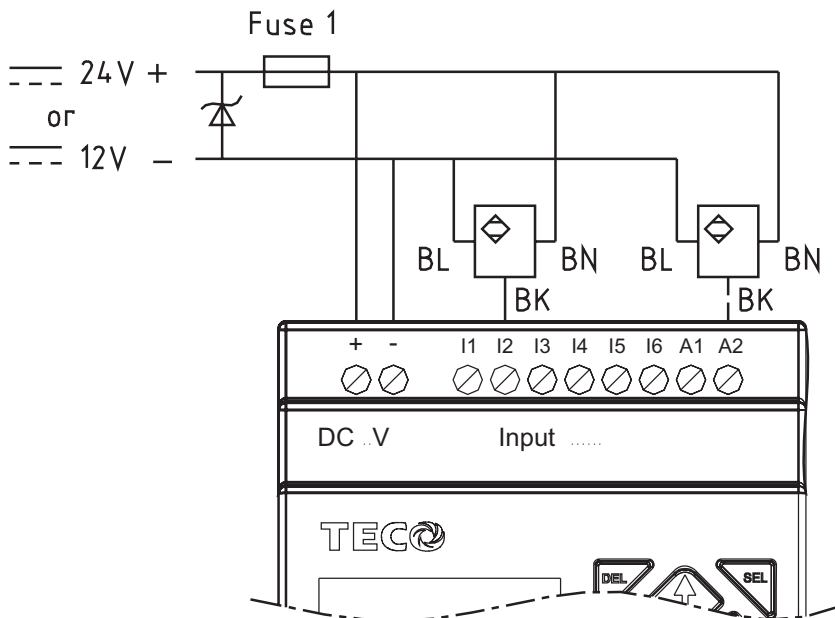 Fuse 1
24V +
or
12V –
BL BN BL BN
BK BK
+ - I1 I2 I3 I4 I5 I6 A1 A2
DC ..V Input ......
TECO
DEL SEL